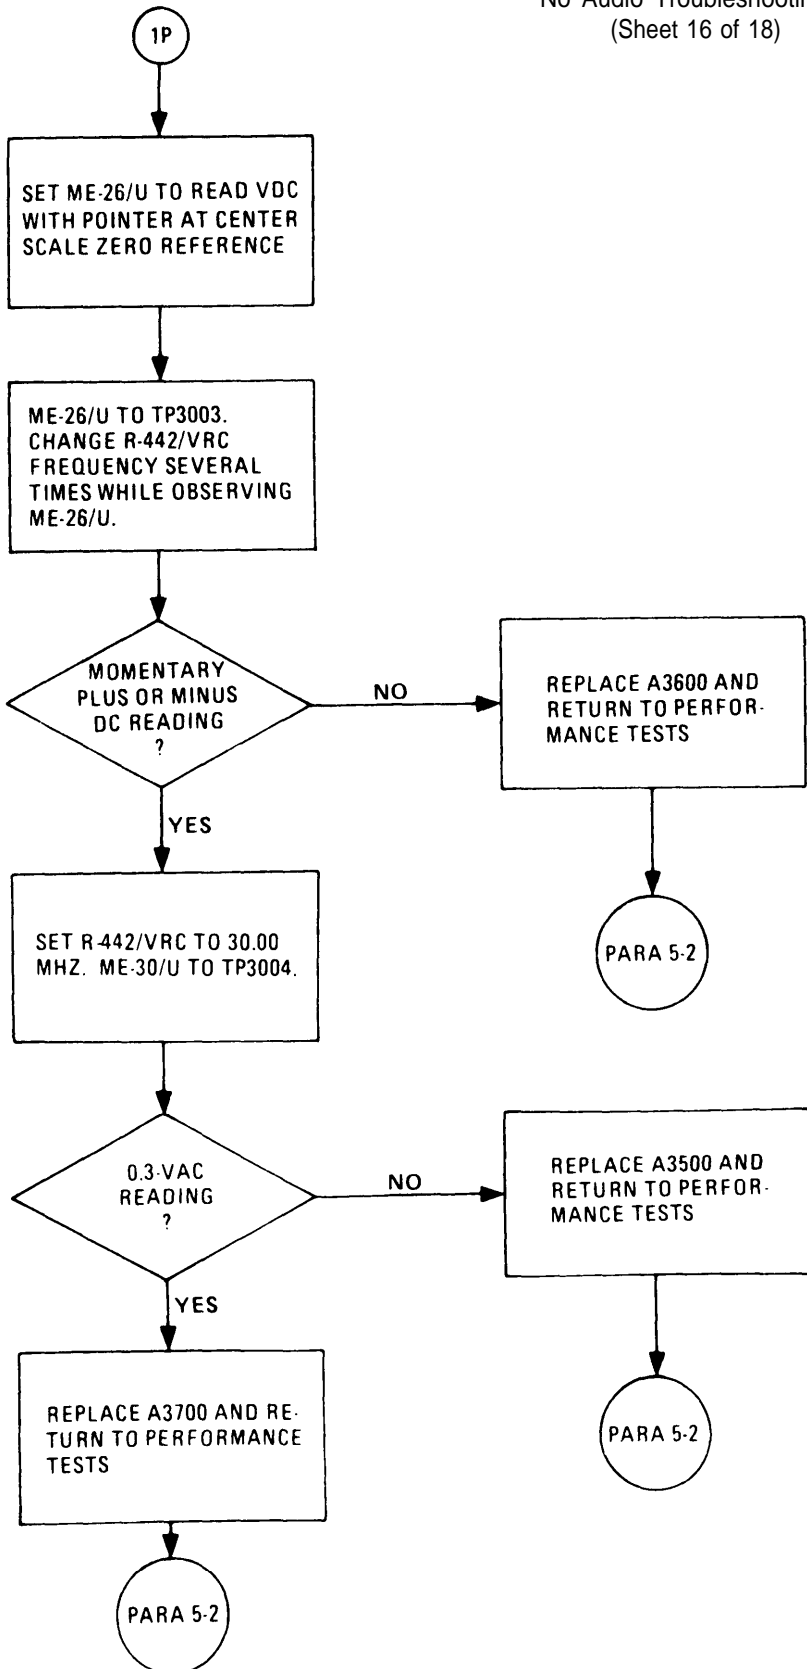 No Audio Troubleshooting
(Sheet 16 of 18)
1P
SET ME-26/U TO READ VDC
WITH POINTER AT CENTER
SCALE ZERO REFERENCE
ME-26/U TO TP3003.
CHANGE R-442/VRC
FREQUENCY SEVERAL
TIMES WHILE OBSERVING
ME-26/U.
MOMENTARY
PLUS OR MINUS
DC READING
?
NO
REPLACE A3600 AND
RETURN TO PERFOR-
MANCE TESTS
YES
PARA 5-2
SET R-442/VRC TO 30.00
MHZ. ME-30/U TO TP3004.
0.3-VAC
READING
?
NO
REPLACE A3500 AND
RETURN TO PERFOR-
MANCE TESTS
YES
PARA 5-2
REPLACE A3700 AND RE-
TURN TO PERFORMANCE
TESTS
PARA 5-2